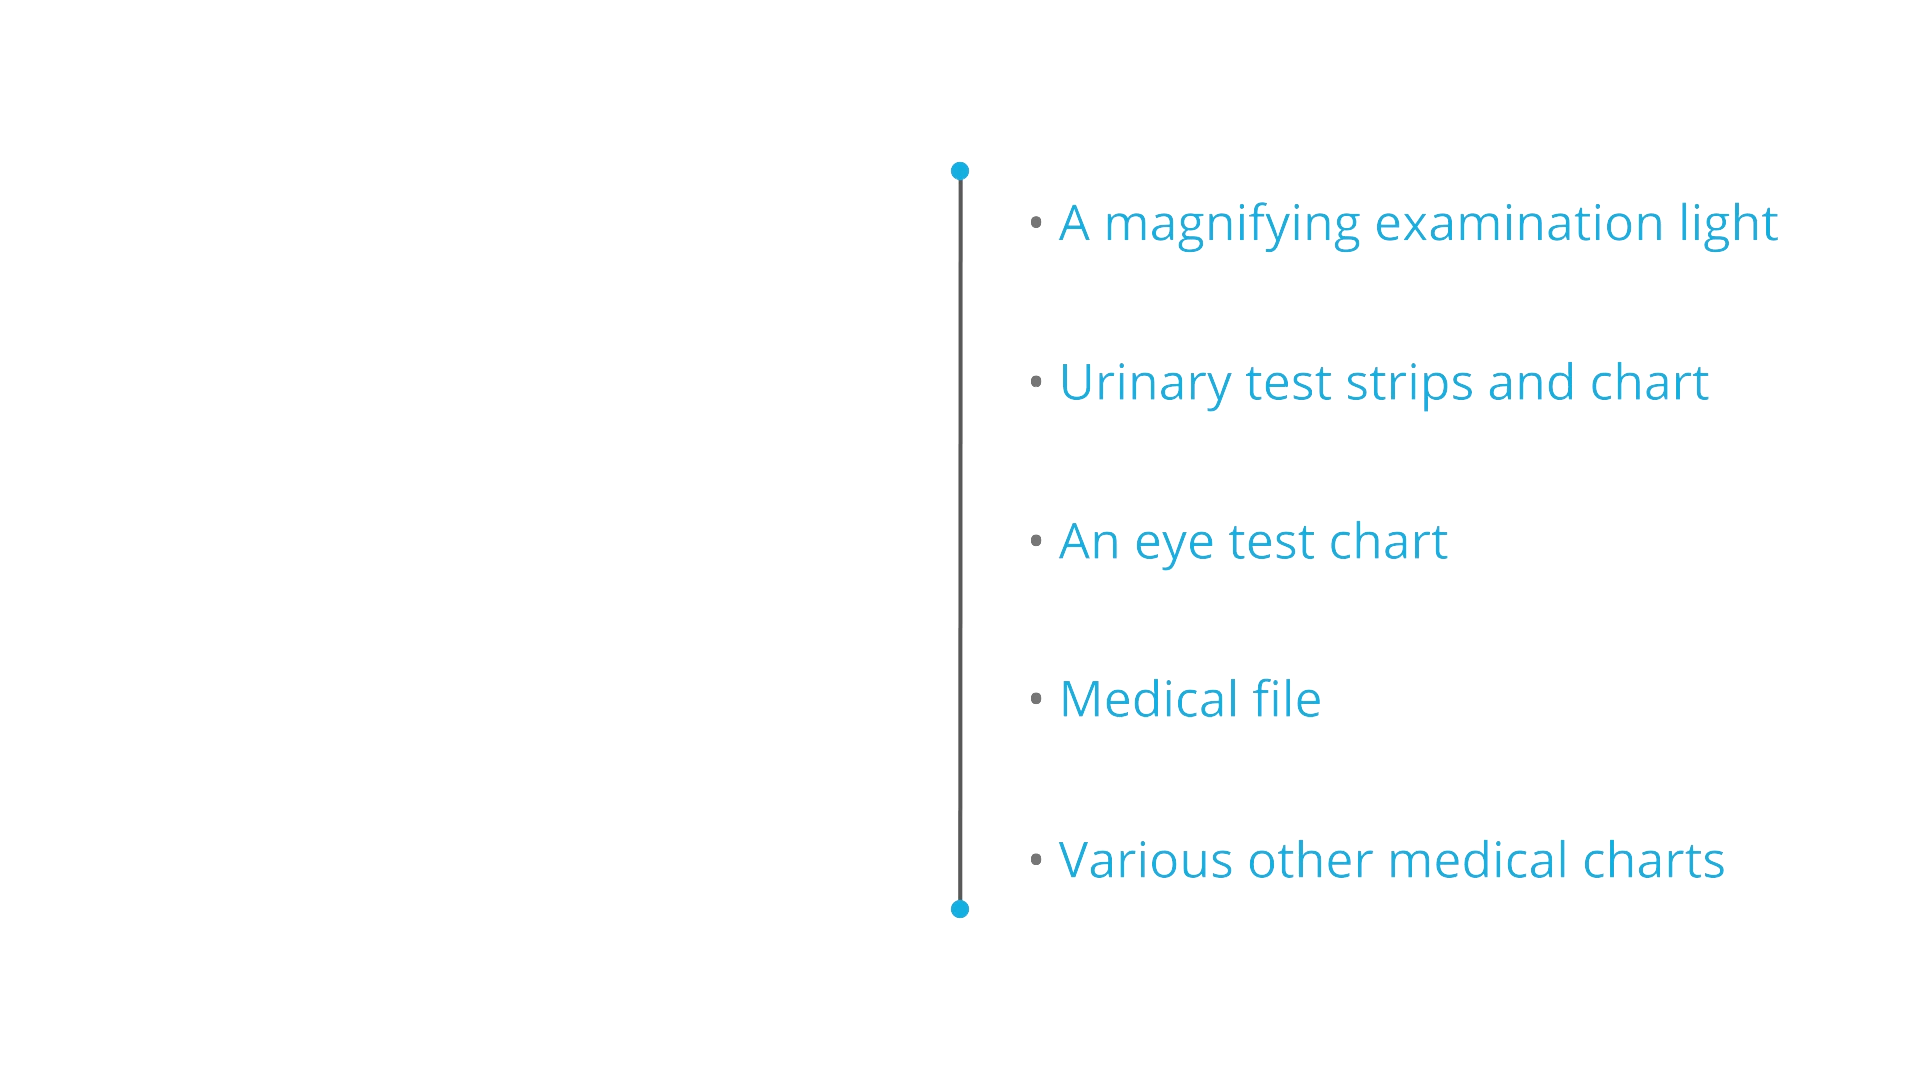 • A magnifying examination light
• Urinary test strips and chart
• An eye test chart
• Medical file
• Various other medical charts